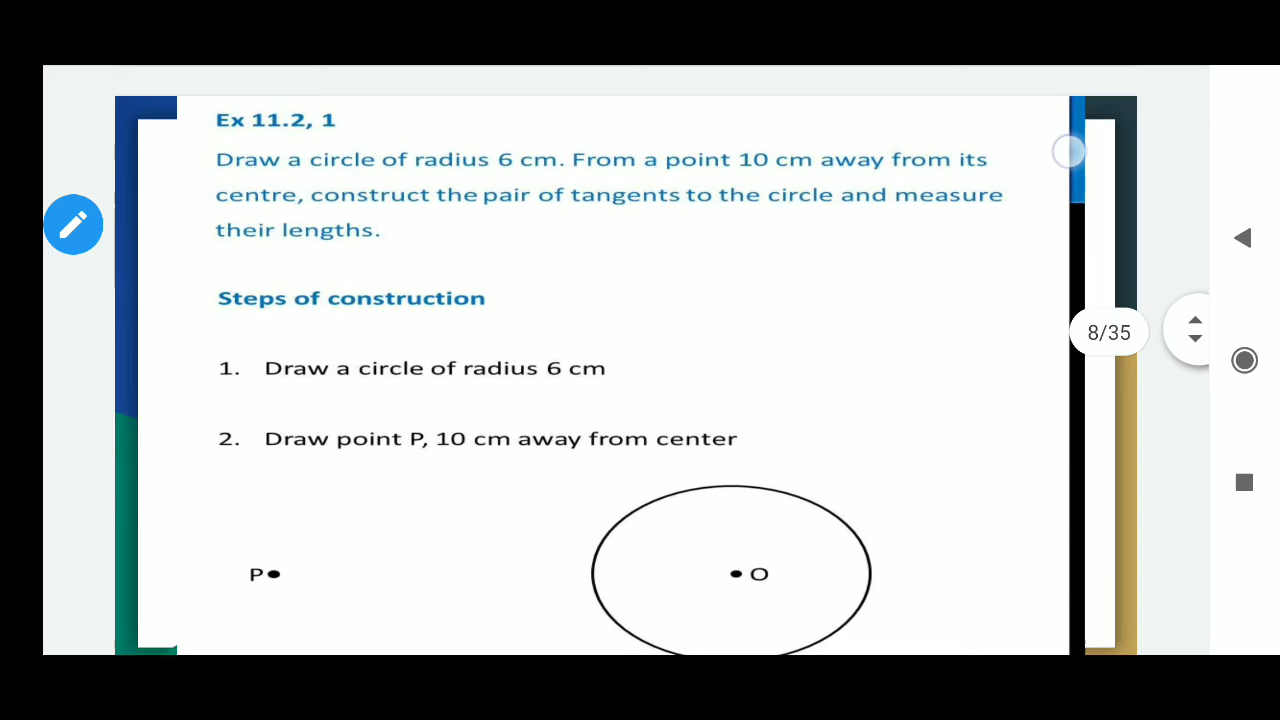 Ex 11.2, 1
Draw a circle of radius 6 cm. From a point 10 cm away from its
centre, construct the pair of tangents to the circle and measure
their lengths.
Steps of construction
8/35
1. Draw a circle of radius 6 cm
2. Draw point P, 10 cm away from center
P
O